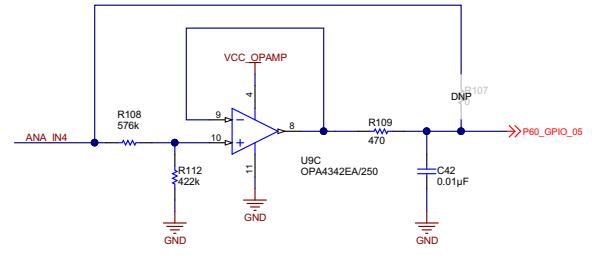 VCC_OPAMP
R107
DNP
0
4
R108
576k
9
8
R109
470
P60_GPIO_05
ANA_IN4
10
U9C
OPA4342EA/250
R112
422k
11
C42
0.01µF
GND
GND
GND